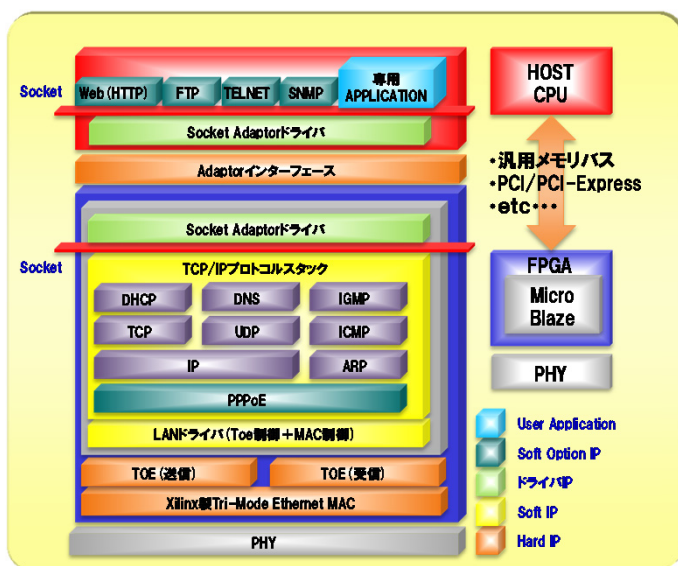 Socket
Web(HTTP)
FTP
TELNET
SNMP
専用
APPLICATION
Socket Adaptorドライバ
Adaptorインターフェース
Socket Adaptorドライバ
Socket
TCP/IPプロトコルスタック
DHCP
DNS
IGMP
TCP
UDP
ICMP
IP
ARP
PPPoE
LANドライバ(Toe制御+MAC制御)
TOE(送信)
TOE(受信)
Xilinx製Tri-Mode Ethernet MAC
PHY
HOST
CPU
・汎用メモリバス
・PCI/PCI-Express
・etc・・・
FPGA
Micro
Blaze
PHY
User Application
Soft Option IP
ドライバIP
Soft IP
Hard IP